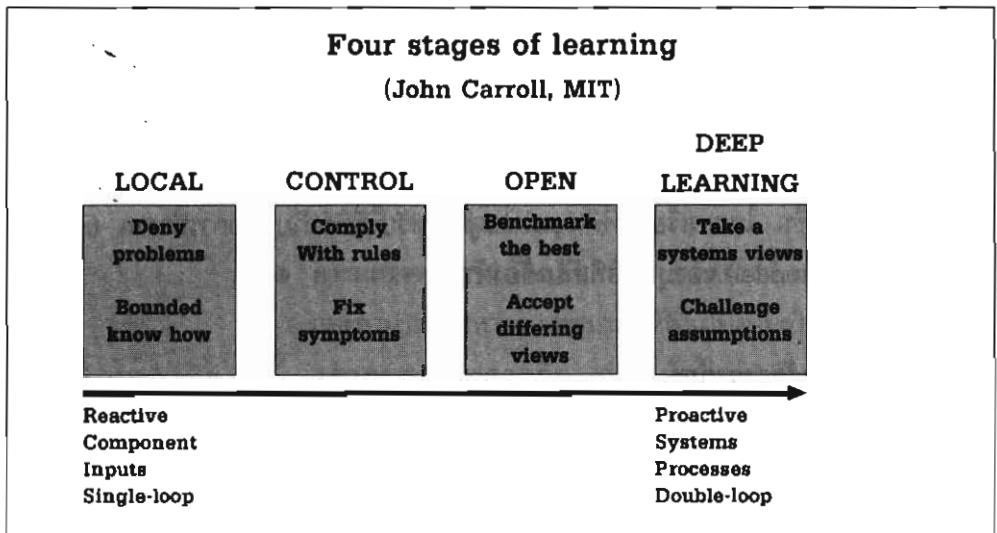 Four stages of learning
(John Carroll, MIT)
LOCAL
Deny
problems
Bounded
know how
CONTROL
Comply
With rules
Fix
symptoms
OPEN
Benchmark
the best
Accept
differing
views
DEEP
LEARNING
Take a
systems views
Challenge
assumptions
Reactive
Component
Inputs
Single-loop
Proactive
Systems
Processes
Double-loop